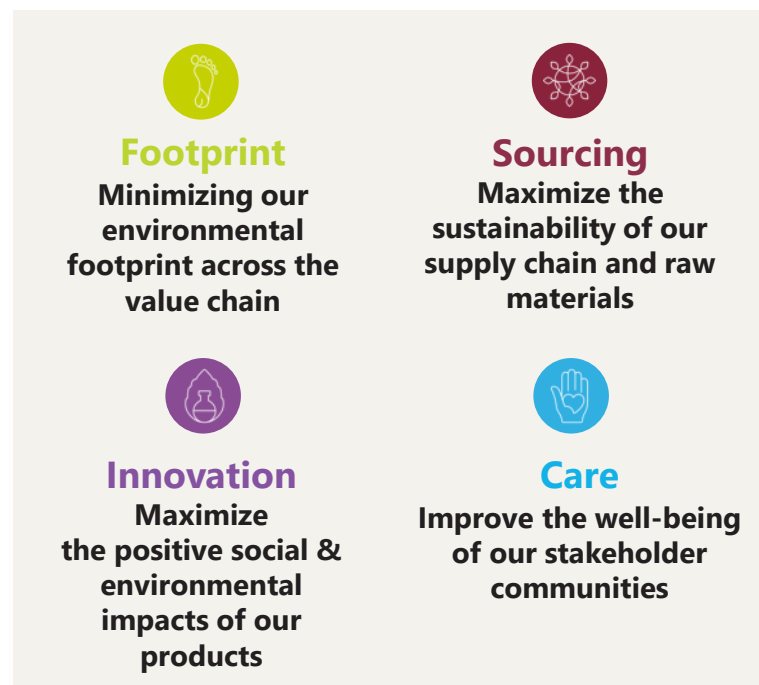 Footprint
Minimizing our
environmental
footprint across the
value chain
Sourcing
Maximize the
sustainability of our
supply chain and raw
materials
Innovation
Maximize
the positive social &
environmental
impacts of our
products
Care
Improve the well-being
of our stakeholder
communities